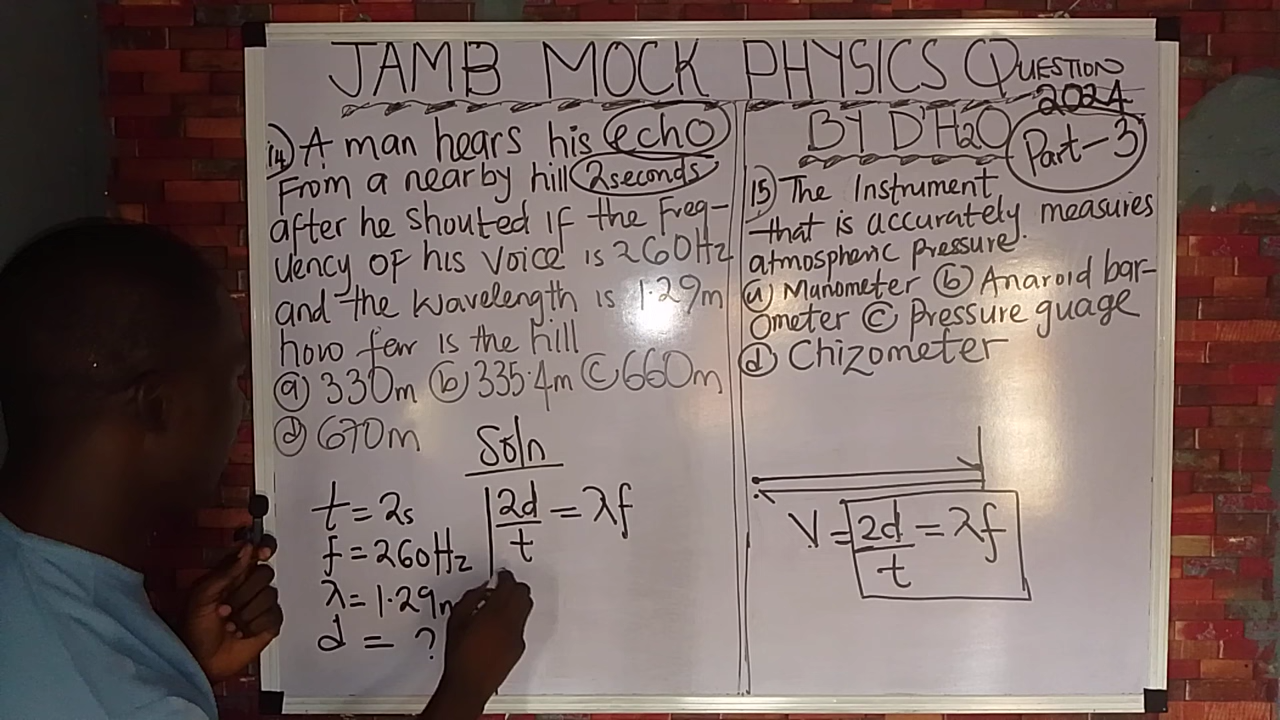 JAMB MOCK PHYSICS QUESTION
2024
BY D'H2O
Part-3
14) A man hears his echo
From a nearby hill 2seconds
after he shouted if the Freq-
uency of his voice is 260Hz
and the wavelength is 1.29m
how far is the hill
(a) 330m (b) 335.4m (c) 660m
(d) 670m
Soln
t = 2s
f = 260Hz
λ = 1.29m
d = ?
2d/t = λf
15) The Instrument
that is accurately measures
atmospheric pressure.
(a) Manometer (b) Anaroid bar-
ometer (c) Pressure guage
(d) Chizometer
V = 2d/t = λf